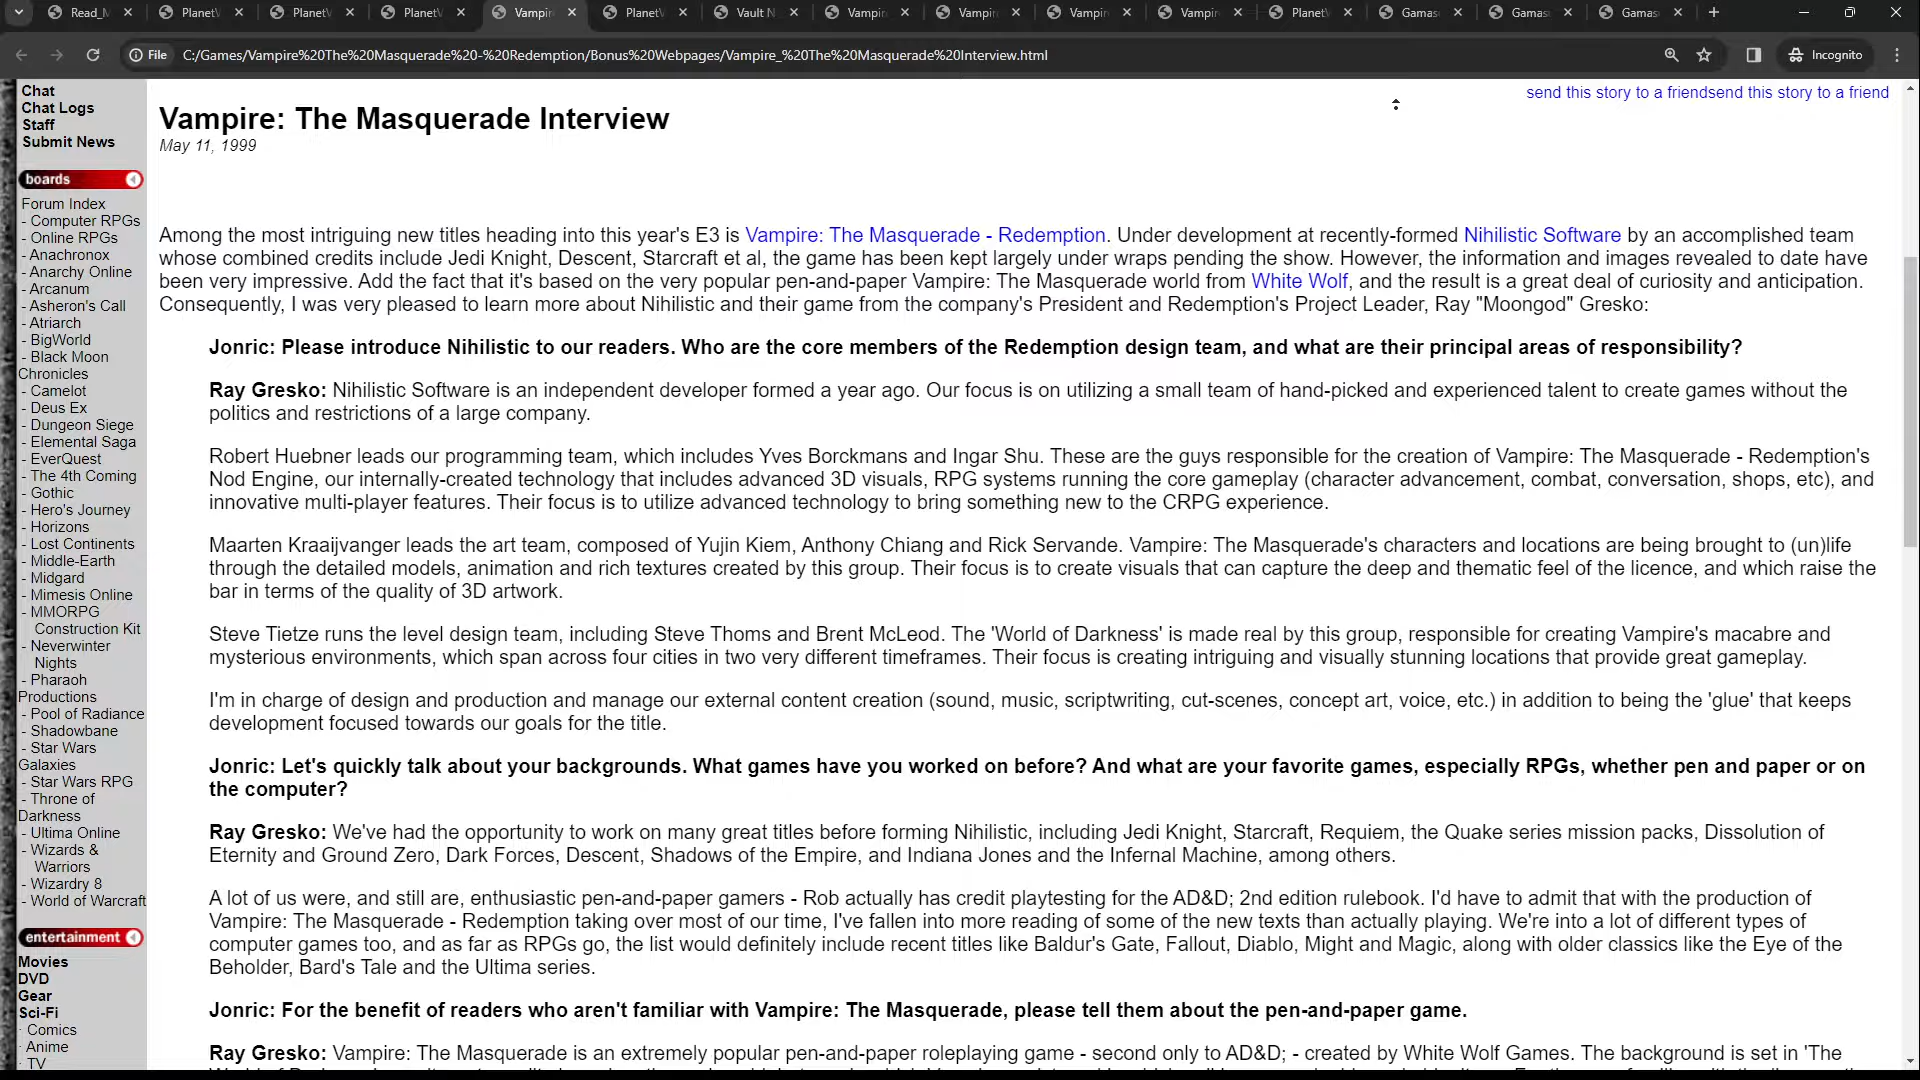 Read_M
PlanetV
PlanetV
PlanetV
Vampir
PlanetV
Vault N
Vampir
Vampir
Vampir
Vampir
PlanetV
Gamas
Gamas
Gamas
File
C:/Games/Vampire%20The%20Masquerade%20-%20Redemption/Bonus%20Webpages/Vampire_%20The%20Masquerade%20Interview.html
Incognito
Chat
Chat Logs
Staff
Submit News
boards
Forum Index
- Computer RPGs
- Online RPGs
- Anachronox
- Anarchy Online
- Arcanum
- Asheron's Call
- Atriarch
- BigWorld
- Black Moon
Chronicles
- Camelot
- Deus Ex
- Dungeon Siege
- Elemental Saga
- EverQuest
- The 4th Coming
- Gothic
- Hero's Journey
- Horizons
- Lost Continents
- Middle-Earth
- Midgard
- Mimesis Online
- MMORPG
Construction Kit
- Neverwinter
Nights
- Pharaoh
Productions
- Pool of Radiance
- Shadowbane
- Star Wars
Galaxies
- Star Wars RPG
- Throne of
Darkness
- Ultima Online
- Wizards &
Warriors
- Wizardry 8
- World of Warcraft
entertainment
Movies
DVD
Gear
Sci-Fi
· Comics
· Anime
· TV
send this story to a friendsend this story to a friend
Vampire: The Masquerade Interview
May 11, 1999
Among the most intriguing new titles heading into this year's E3 is Vampire: The Masquerade - Redemption. Under development at recently-formed Nihilistic Software by an accomplished team
whose combined credits include Jedi Knight, Descent, Starcraft et al, the game has been kept largely under wraps pending the show. However, the information and images revealed to date have
been very impressive. Add the fact that it's based on the very popular pen-and-paper Vampire: The Masquerade world from White Wolf, and the result is a great deal of curiosity and anticipation.
Consequently, I was very pleased to learn more about Nihilistic and their game from the company's President and Redemption's Project Leader, Ray "Moongod" Gresko:
Jonric: Please introduce Nihilistic to our readers. Who are the core members of the Redemption design team, and what are their principal areas of responsibility?
Ray Gresko: Nihilistic Software is an independent developer formed a year ago. Our focus is on utilizing a small team of hand-picked and experienced talent to create games without the
politics and restrictions of a large company.
Robert Huebner leads our programming team, which includes Yves Borckmans and Ingar Shu. These are the guys responsible for the creation of Vampire: The Masquerade - Redemption's
Nod Engine, our internally-created technology that includes advanced 3D visuals, RPG systems running the core gameplay (character advancement, combat, conversation, shops, etc), and
innovative multi-player features. Their focus is to utilize advanced technology to bring something new to the CRPG experience.
Maarten Kraaijvanger leads the art team, composed of Yujin Kiem, Anthony Chiang and Rick Servande. Vampire: The Masquerade's characters and locations are being brought to (un)life
through the detailed models, animation and rich textures created by this group. Their focus is to create visuals that can capture the deep and thematic feel of the licence, and which raise the
bar in terms of the quality of 3D artwork.
Steve Tietze runs the level design team, including Steve Thoms and Brent McLeod. The 'World of Darkness' is made real by this group, responsible for creating Vampire's macabre and
mysterious environments, which span across four cities in two very different timeframes. Their focus is creating intriguing and visually stunning locations that provide great gameplay.
I'm in charge of design and production and manage our external content creation (sound, music, scriptwriting, cut-scenes, concept art, voice, etc.) in addition to being the 'glue' that keeps
development focused towards our goals for the title.
Jonric: Let's quickly talk about your backgrounds. What games have you worked on before? And what are your favorite games, especially RPGs, whether pen and paper or on
the computer?
Ray Gresko: We've had the opportunity to work on many great titles before forming Nihilistic, including Jedi Knight, Starcraft, Requiem, the Quake series mission packs, Dissolution of
Eternity and Ground Zero, Dark Forces, Descent, Shadows of the Empire, and Indiana Jones and the Infernal Machine, among others.
A lot of us were, and still are, enthusiastic pen-and-paper gamers - Rob actually has credit playtesting for the AD&D; 2nd edition rulebook. I'd have to admit that with the production of
Vampire: The Masquerade - Redemption taking over most of our time, I've fallen into more reading of some of the new texts than actually playing. We're into a lot of different types of
computer games too, and as far as RPGs go, the list would definitely include recent titles like Baldur's Gate, Fallout, Diablo, Might and Magic, along with older classics like the Eye of the
Beholder, Bard's Tale and the Ultima series.
Jonric: For the benefit of readers who aren't familiar with Vampire: The Masquerade, please tell them about the pen-and-paper game.
Ray Gresko: Vampire: The Masquerade is an extremely popular pen-and-paper roleplaying game - second only to AD&D; - created by White Wolf Games. The background is set in 'The